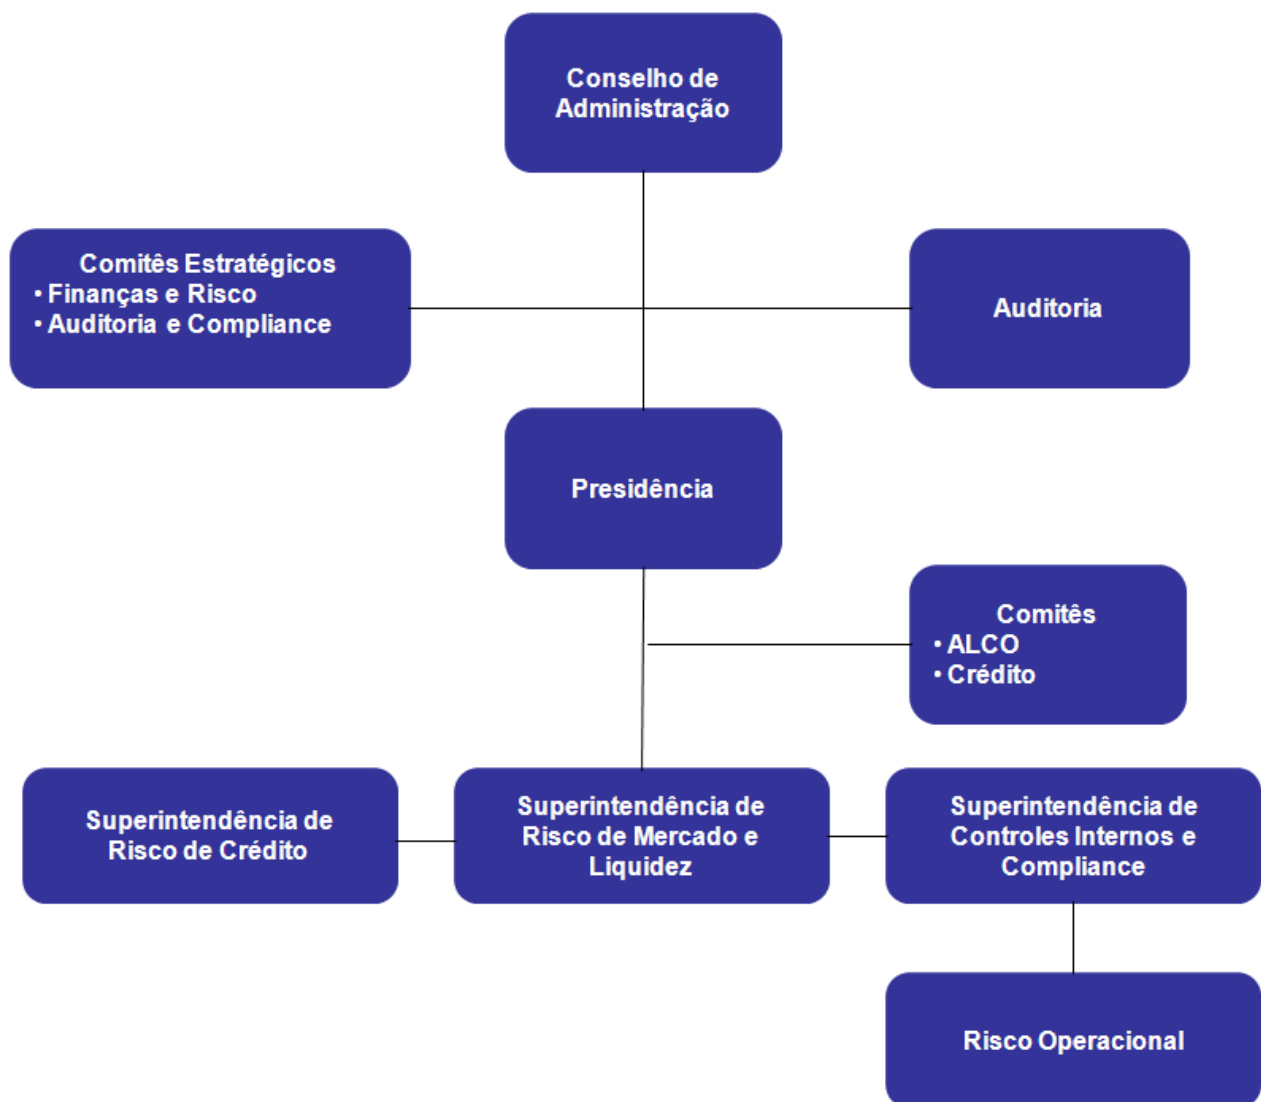 Conselho de
Administração
Comitês Estratégicos
• Finanças e Risco
• Auditoria e Compliance
Auditoria
Presidência
Comitês
• ALCO
• Crédito
Superintendência de
Risco de Crédito
Superintendência de
Risco de Mercado e
Liquidez
Superintendência de
Controles Internos e
Compliance
Risco Operacional